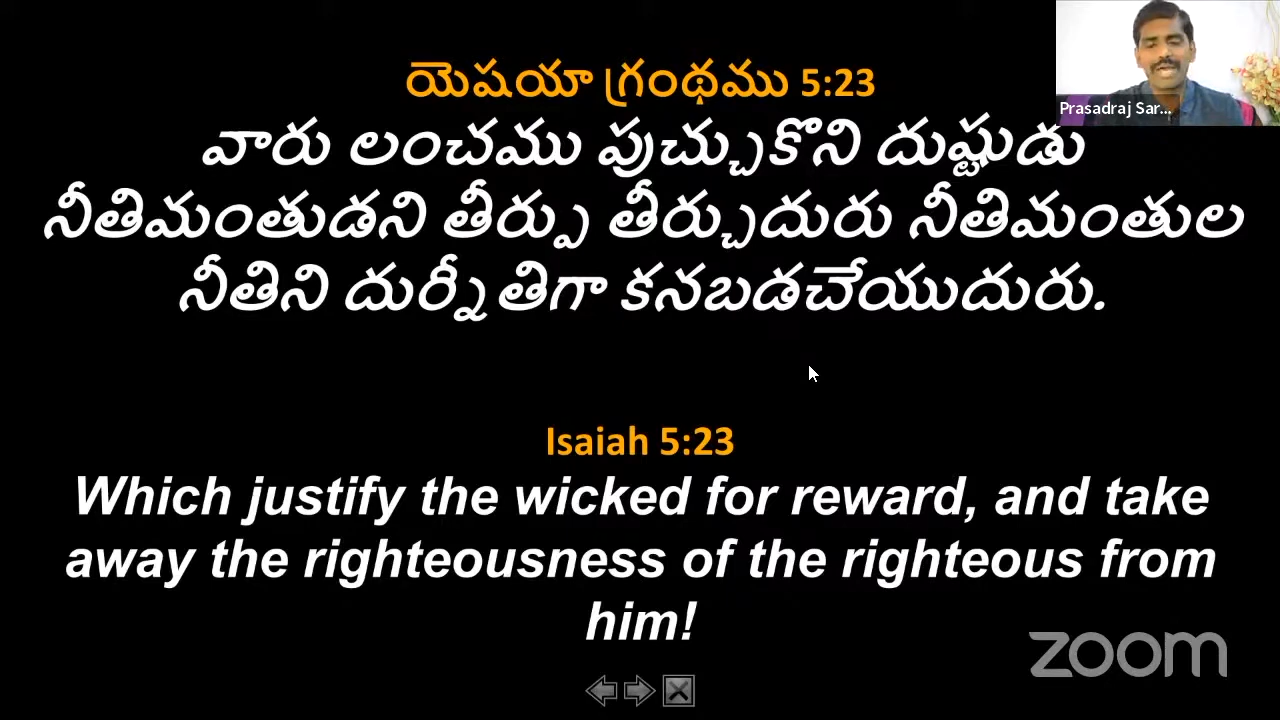 యెషయా గ్రంథము 5:23
Prasadraj Sar...
వారు లంచము పుచ్చుకొని దుష్టుడు
నీతిమంతుడని తీర్పు తీర్చుదురు నీతిమంతుల
నీతిని దుర్నీతిగా కనబడచేయుదురు.
Isaiah 5:23
Which justify the wicked for reward, and take
away the righteousness of the righteous from
him!
zoom